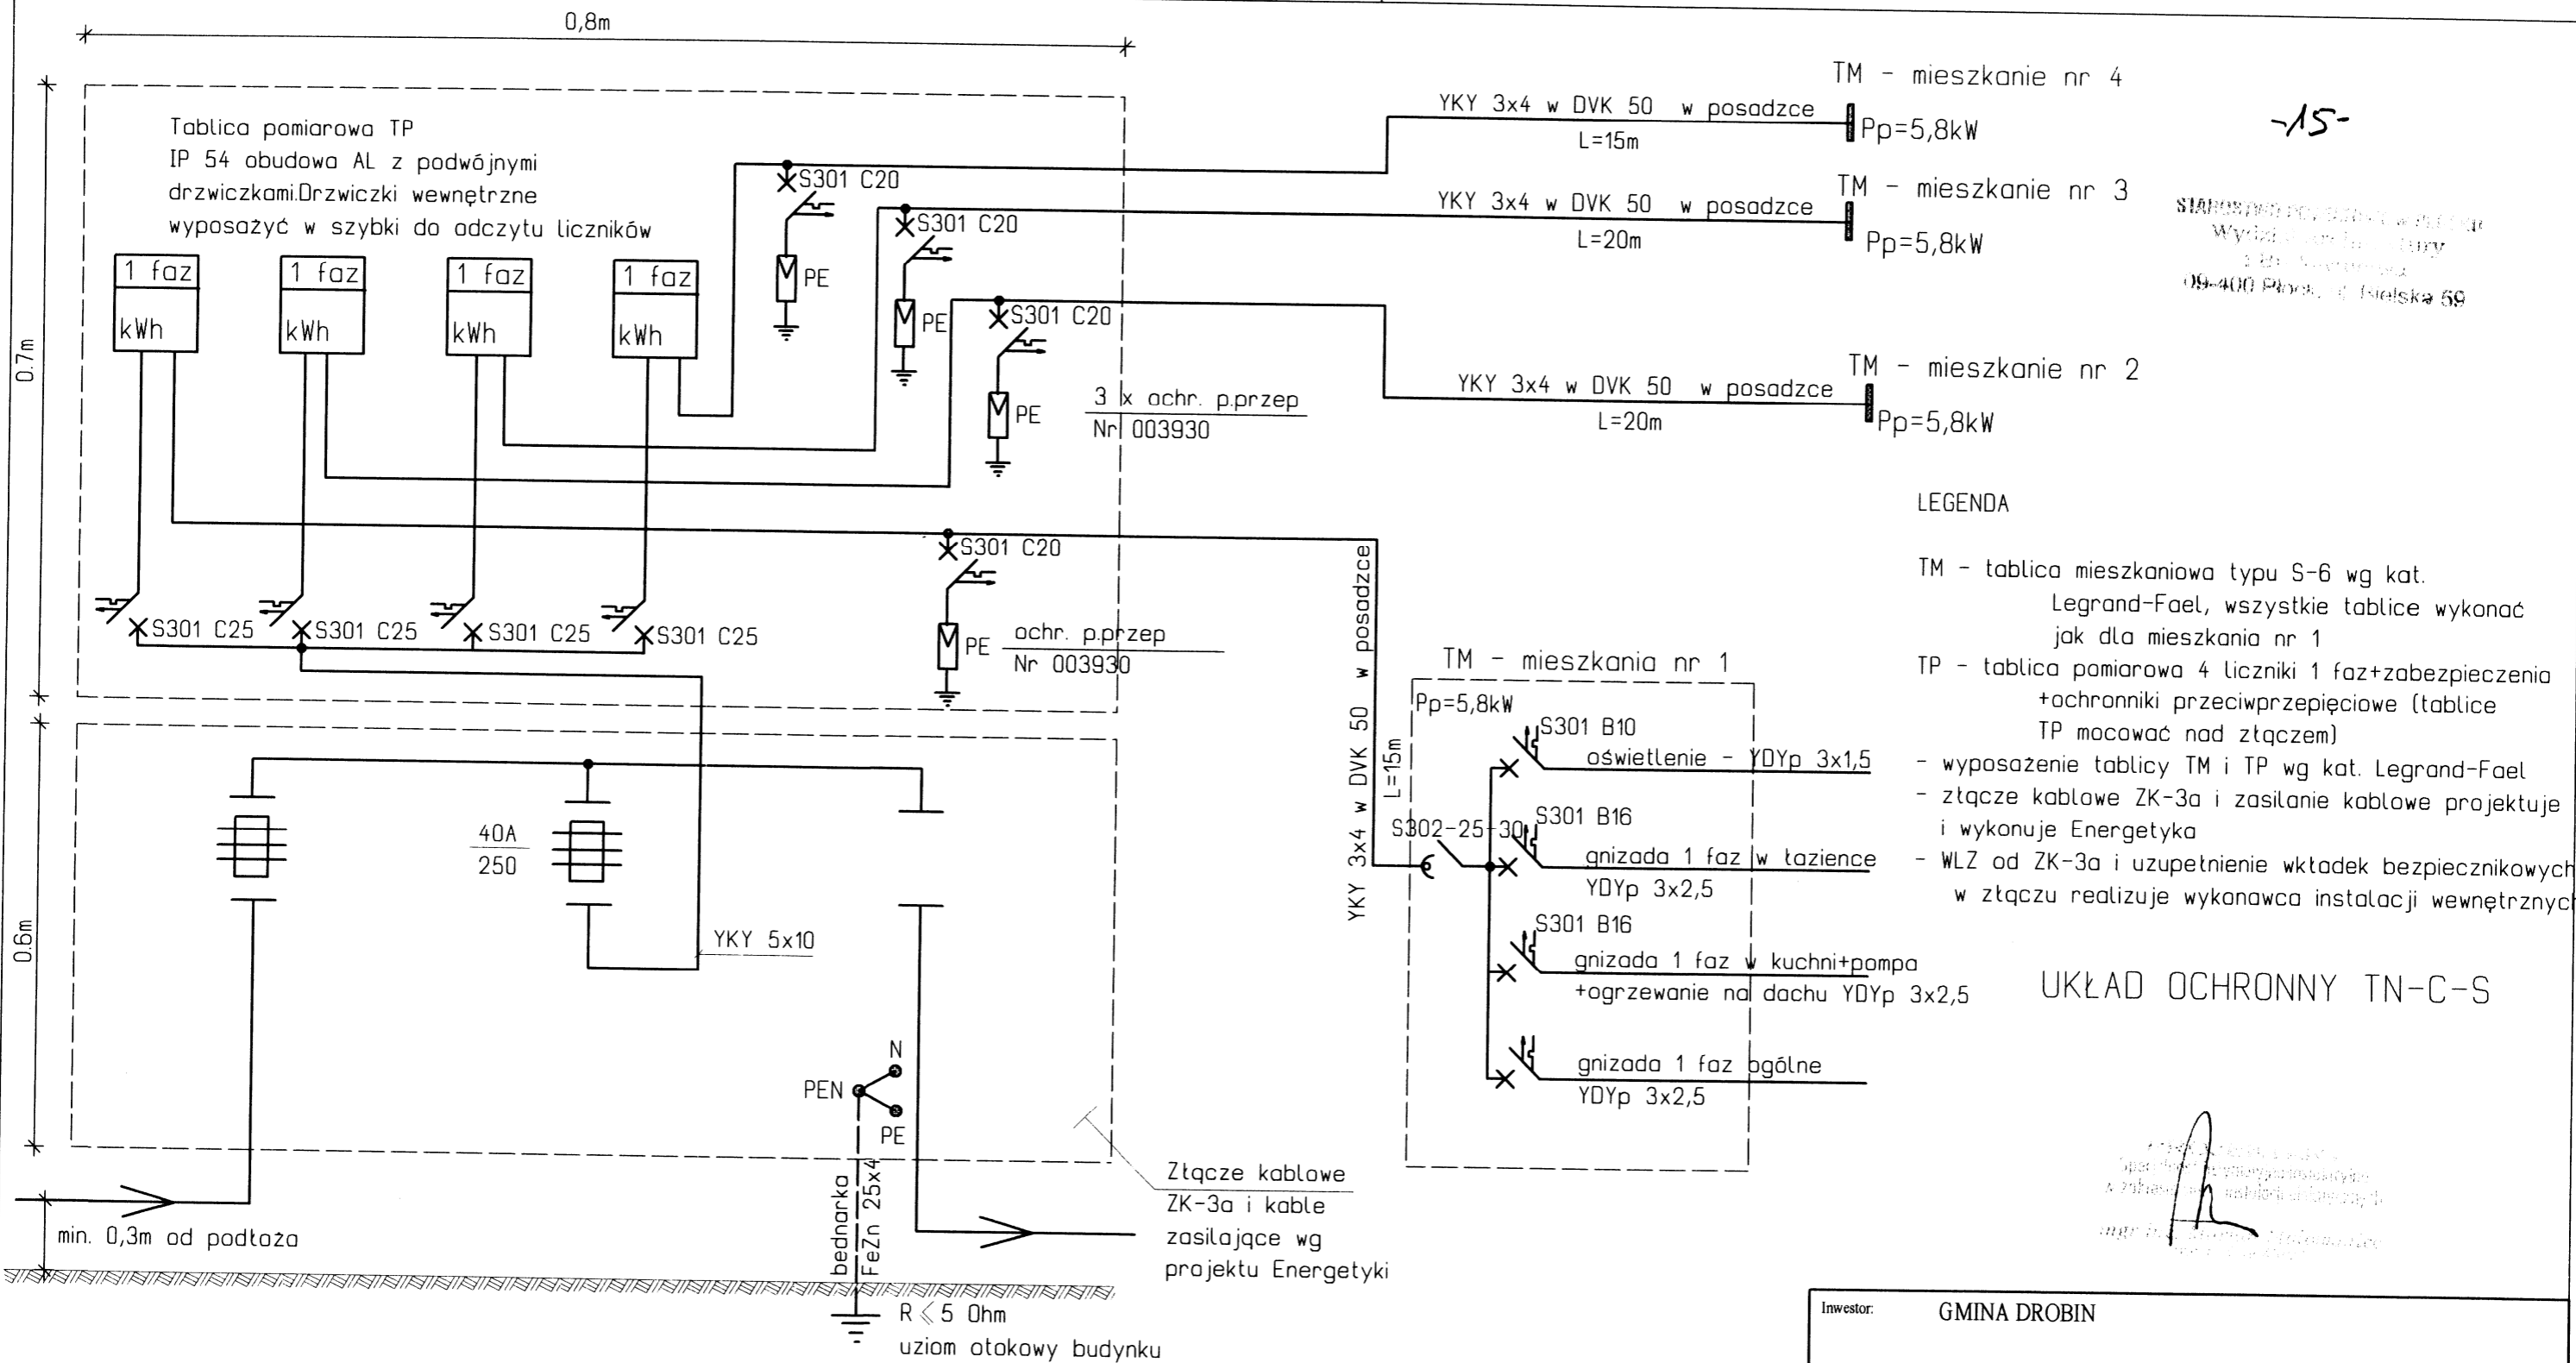 0,8m
0.7m
0.6m
Tablica pomiarowa TP
IP 54 obudowa AL z podwójnymi
drzwiczkami.Drzwiczki wewnętrzne
wyposażyć w szybki do odczytu liczników
1 faz
kWh
1 faz
kWh
1 faz
kWh
1 faz
kWh
S301 C20
PE
S301 C20
PE
S301 C20
PE
3 x ochr. p.przep
Nr 003930
S301 C20
PE
ochr. p.przep
Nr 003930
S301 C25
S301 C25
S301 C25
S301 C25
YKY 3x4 w DVK 50 w posadzce
L=15m
TM - mieszkanie nr 4
Pp=5,8kW
YKY 3x4 w DVK 50 w posadzce
L=20m
TM - mieszkanie nr 3
Pp=5,8kW
YKY 3x4 w DVK 50 w posadzce
L=20m
TM - mieszkanie nr 2
Pp=5,8kW
-15-
09-400 Płock, Bielska 59
LEGENDA
TM - tablica mieszkaniowa typu S-6 wg kat.
Legrand-Fael, wszystkie tablice wykonać
jak dla mieszkania nr 1
TP - tablica pomiarowa 4 liczniki 1 faz+zabezpieczenia
+ochronniki przeciwprzepięciowe (tablice
TP mocować nad złączem)
- wyposażenie tablicy TM i TP wg kat. Legrand-Fael
- złącze kablowe ZK-3a i zasilanie kablowe projektuje
i wykonuje Energetyka
- WLZ od ZK-3a i uzupełnienie wkładek bezpiecznikowych
w złączu realizuje wykonawca instalacji wewnętrznych
UKŁAD OCHRONNY TN-C-S
YKY 3x4 w DVK 50 w posadzce
L=15m
TM - mieszkania nr 1
Pp=5,8kW
S302-25-30
S301 B10
oświetlenie - YDYp 3x1,5
S301 B16
gnizada 1 faz w łazience
YDYp 3x2,5
S301 B16
gnizada 1 faz w kuchni+pompa
+ogrzewanie na dachu YDYp 3x2,5
gnizada 1 faz ogólne
YDYp 3x2,5
40A
250
YKY 5x10
N
PEN
PE
bednarka
FeZn 25x4
Złącze kablowe
ZK-3a i kable
zasilające wg
projektu Energetyki
min. 0,3m od podłoża
R ≤ 5 Ohm
uziom otokowy budynku
Inwestor: GMINA DROBIN